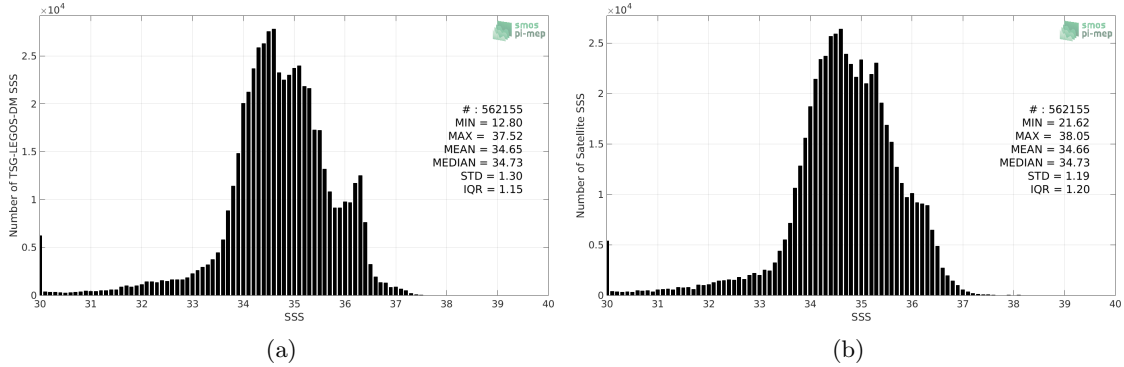 ×10⁴
smos
pi-mep
2.5
2
1.5
1
0.5
0
Number of TSG-LEGOS-DM SSS
# : 562155
MIN = 12.80
MAX = 37.52
MEAN = 34.65
MEDIAN = 34.73
STD = 1.30
IQR = 1.15
30 31 32 33 34 35 36 37 38 39 40
SSS
(a)
×10⁴
smos
pi-mep
2.5
2
1.5
1
0.5
0
Number of Satellite SSS
# : 562155
MIN = 21.62
MAX = 38.05
MEAN = 34.66
MEDIAN = 34.73
STD = 1.19
IQR = 1.20
30 31 32 33 34 35 36 37 38 39 40
SSS
(b)